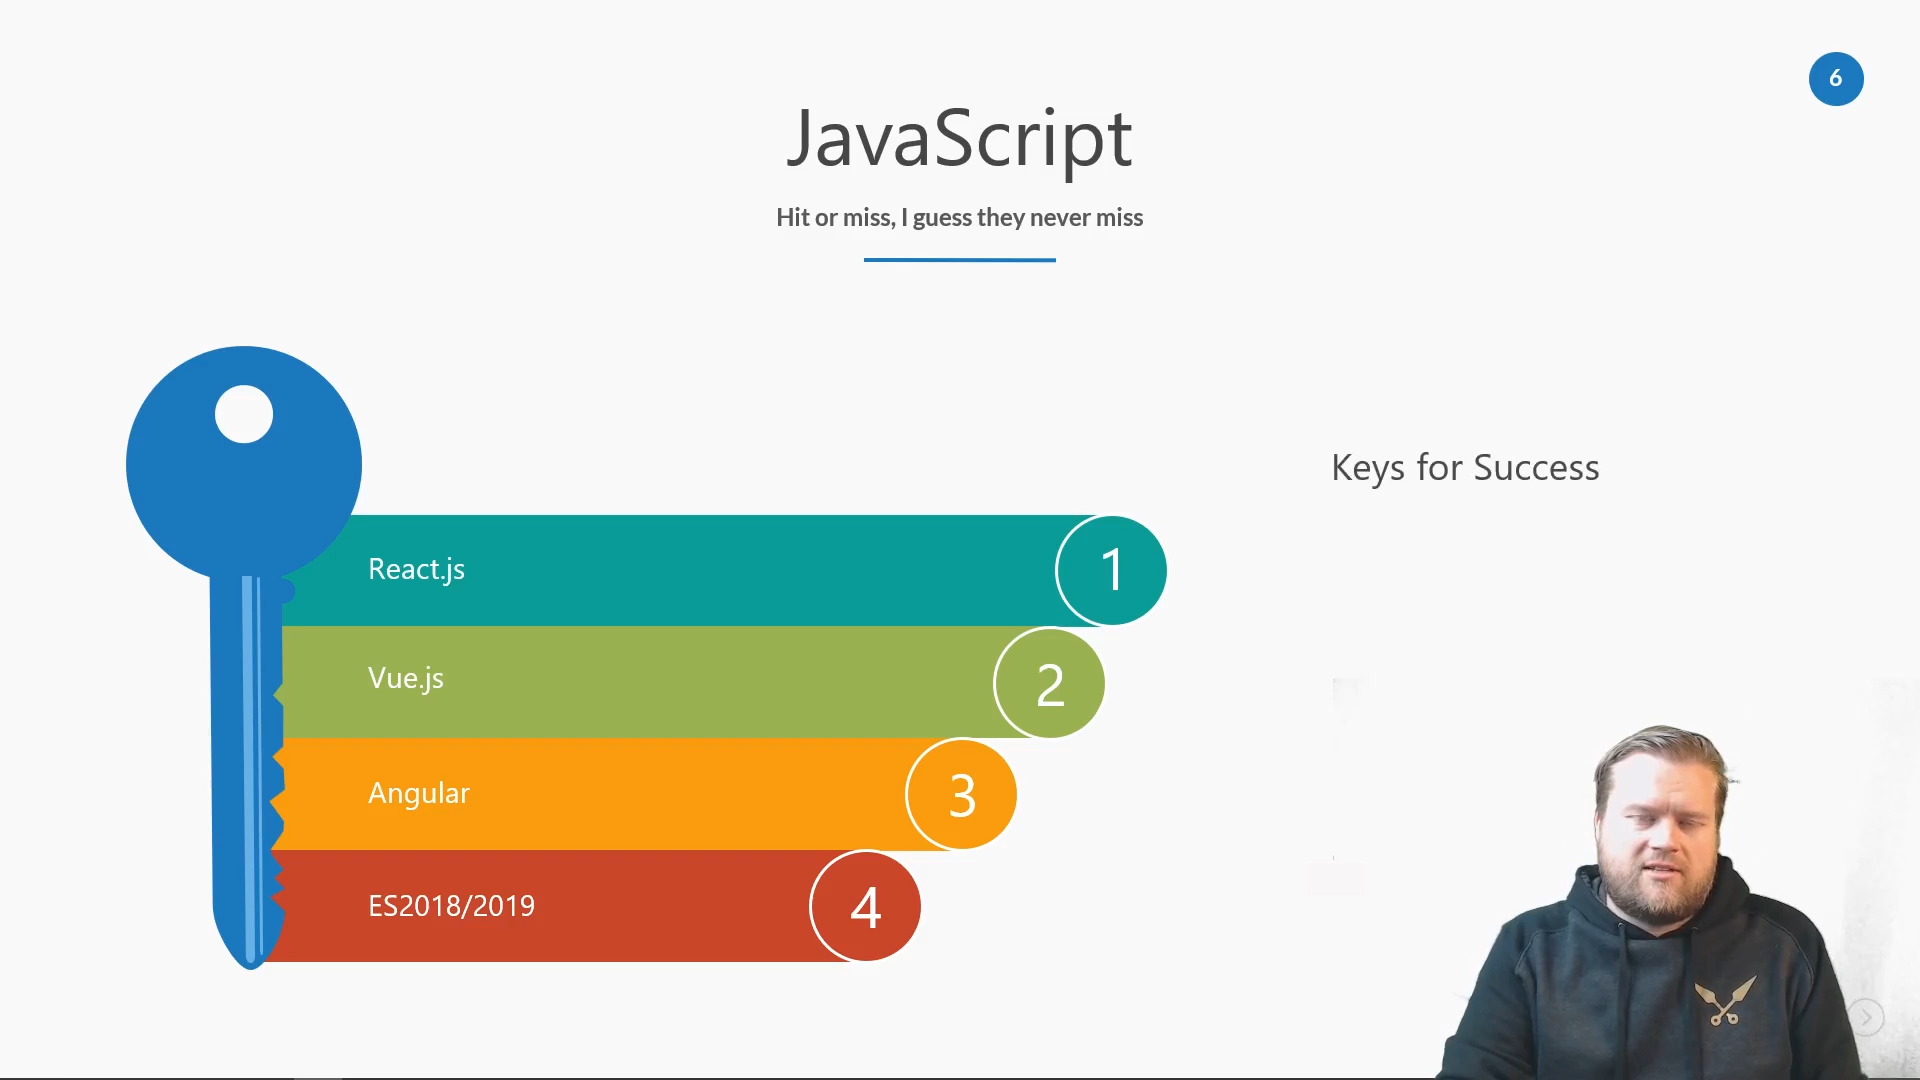 6
JavaScript
Hit or miss, I guess they never miss
Keys for Success
React.js 1
Vue.js 2
Angular 3
ES2018/2019 4